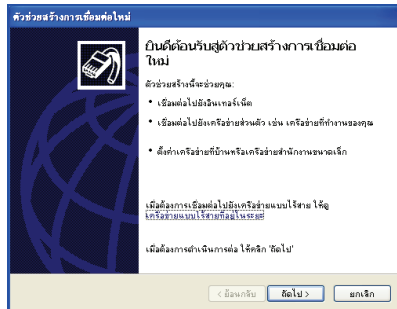 ตัวช่วยสร้างการเชื่อมต่อใหม่
ยินดีต้อนรับสู่ตัวช่วยสร้างการเชื่อมต่อ
ใหม่
ตัวช่วยสร้างนี้จะช่วยคุณ:
• เชื่อมต่อไปยังอินเทอร์เน็ต
• เชื่อมต่อไปยังเครือข่ายส่วนตัว เช่น เครือข่ายที่ทำงานของคุณ
• ตั้งค่าเครือข่ายที่บ้านหรือเครือข่ายสำนักงานขนาดเล็ก
เมื่อต้องการเชื่อมต่อไปยังเครือข่ายแบบไร้สาย ให้ดู
เครือข่ายแบบไร้สายที่อยู่ในระยะ
เมื่อต้องการดำเนินการต่อ ให้คลิก 'ถัดไป'
< ย้อนกลับ
ถัดไป >
ยกเลิก